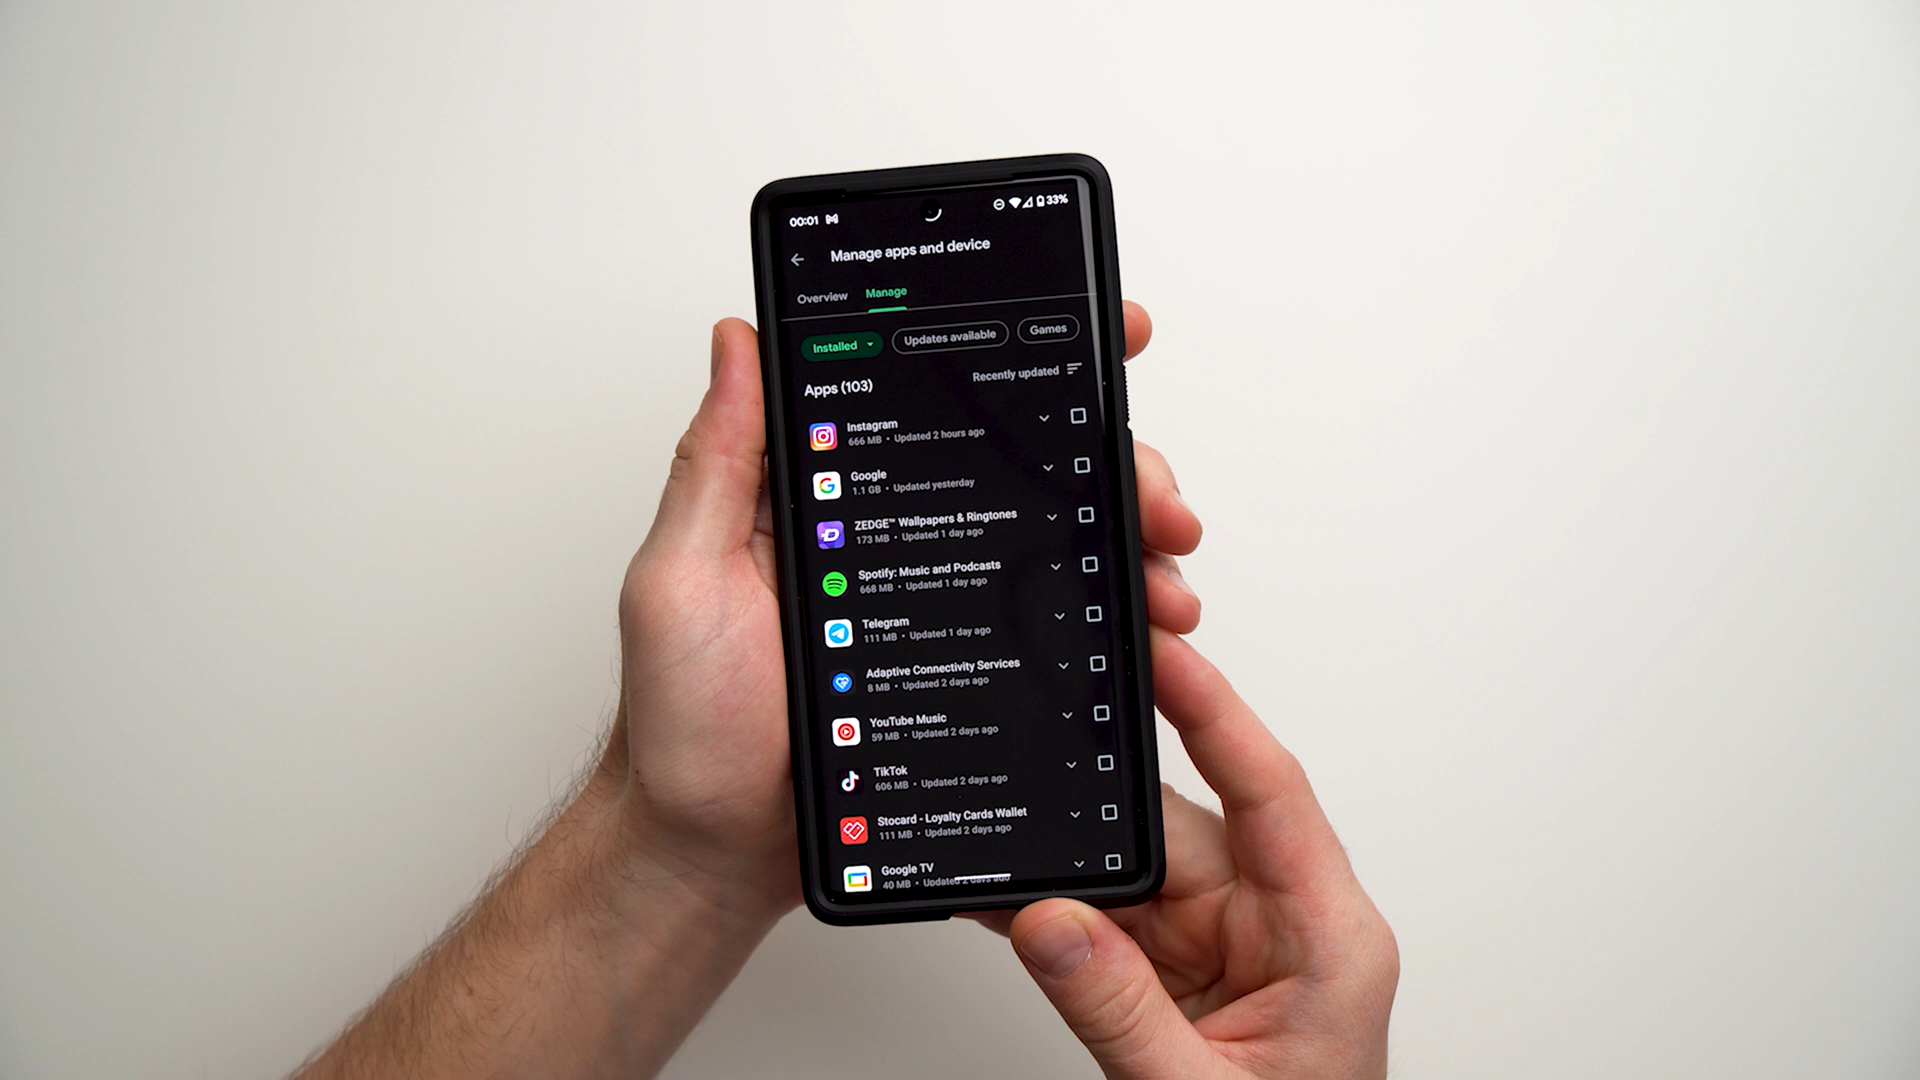 00:01 33%
Manage apps and device
Overview Manage
Installed Updates available Games
Apps (103) Recently updated
Instagram
666 MB • Updated 2 hours ago
Google
1.1 GB • Updated yesterday
ZEDGE™ Wallpapers & Ringtones
173 MB • Updated 1 day ago
Spotify: Music and Podcasts
668 MB • Updated 1 day ago
Telegram
111 MB • Updated 1 day ago
Adaptive Connectivity Services
8 MB • Updated 2 days ago
YouTube Music
59 MB • Updated 2 days ago
TikTok
606 MB • Updated 2 days ago
Stocard - Loyalty Cards Wallet
111 MB • Updated 2 days ago
Google TV
40 MB • Updated 2 days ago